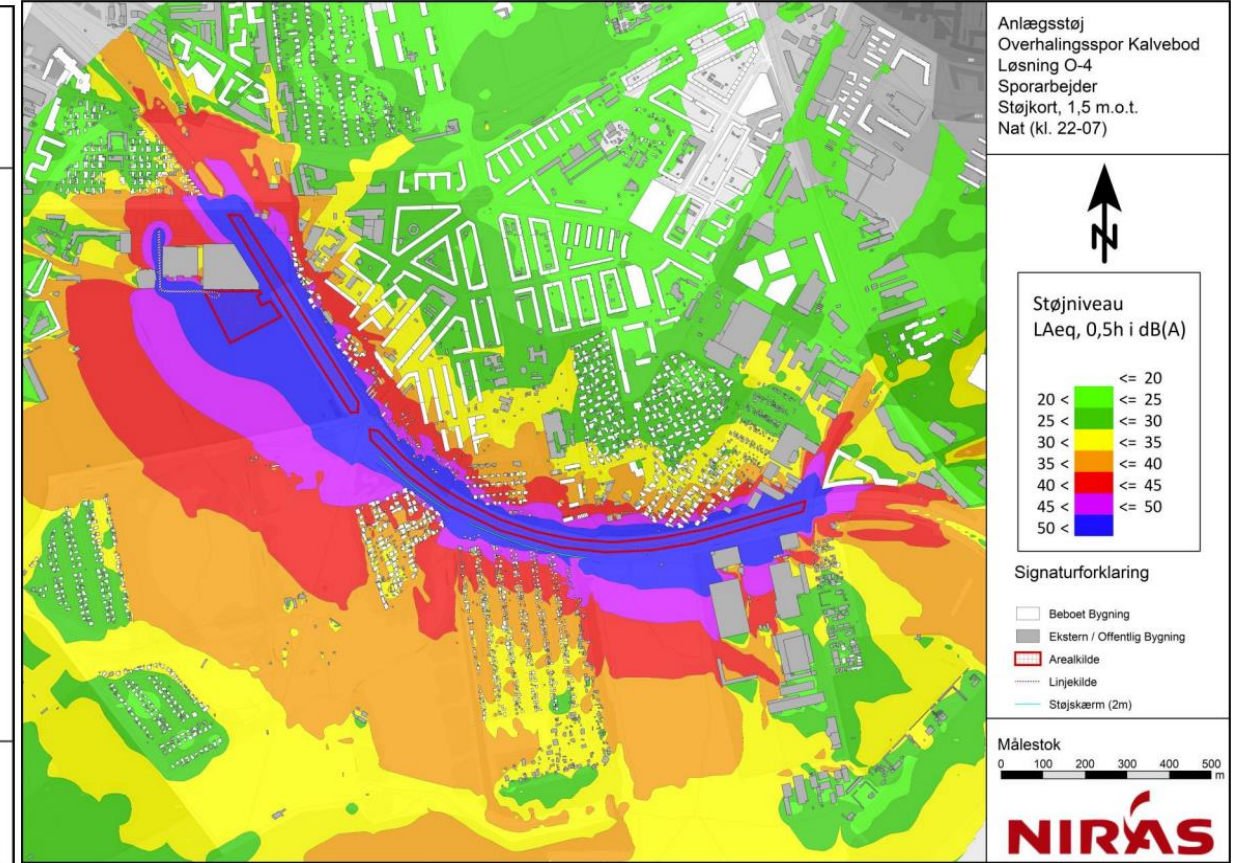 Anlægsstøj
Overhalingsspor Kalvebod
Løsning O-4
Sporarbejder
Støjkort, 1,5 m.o.t.
Nat (kl. 22-07)
N
Støjniveau
LAeq, 0,5h i dB(A)
<= 20
20 < <= 25
25 < <= 30
30 < <= 35
35 < <= 40
40 < <= 45
45 < <= 50
50 <
Signaturforklaring
Beboet Bygning
Ekstern / Offentlig Bygning
Arealkilde
Linjekilde
Støjskærm (2m)
Målestok
0 100 200 300 400 500
m
NIRAS